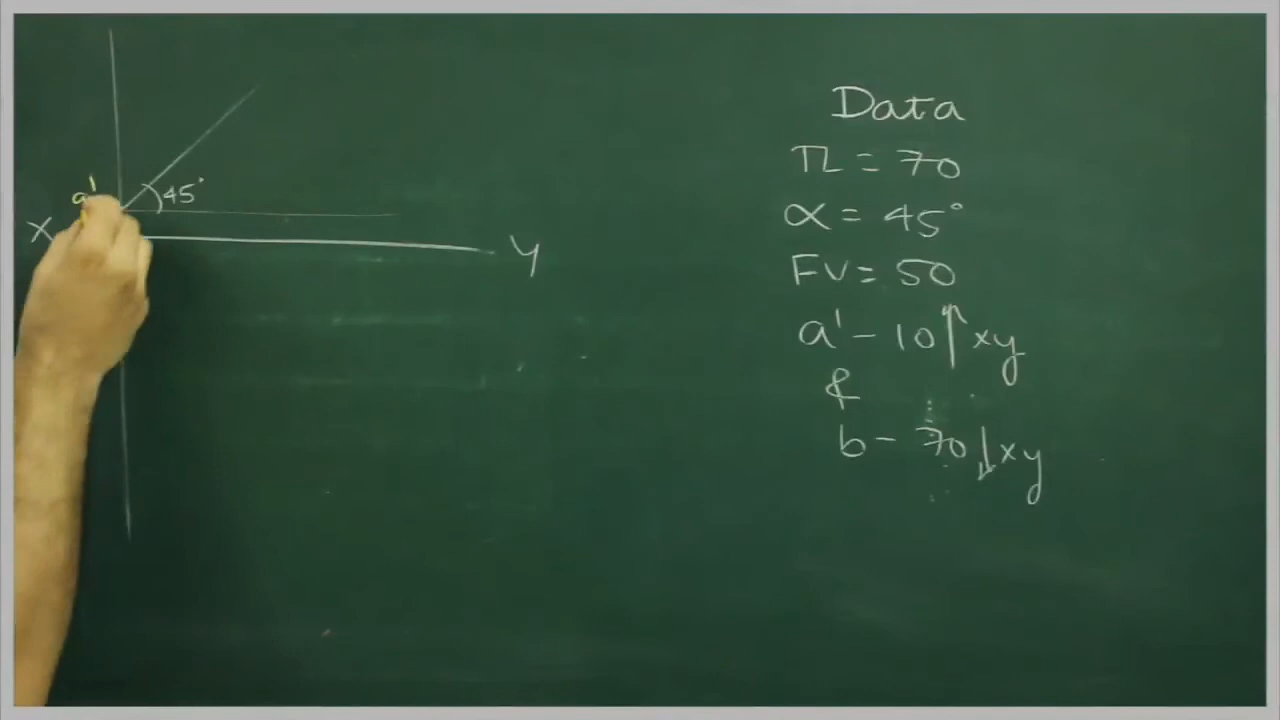 a'
45°
X
Y
Data
TL = 70
α = 45°
FV = 50
a' - 10 ↑ xy
&
b - 70 ↓ xy